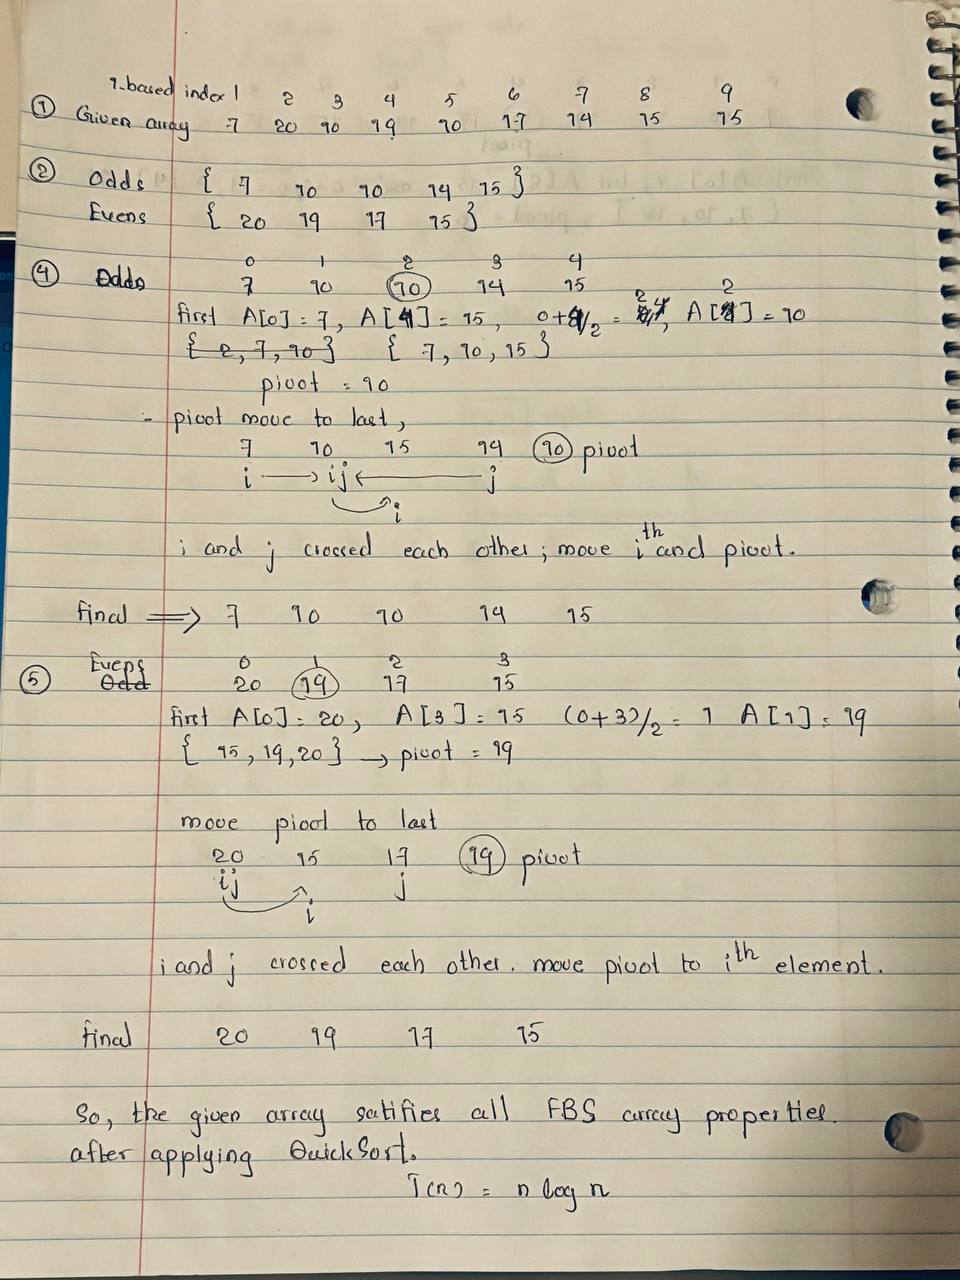 1-based index 1 2 3 4 5 6 7 8 9
① Given array 7 20 10 19 10 17 14 15 15
② Odds { 7 10 10 14 15 }
Evens { 20 19 17 15 }
0 1 2 3 4
④ Odds 7 10 10 14 15
first A[0] = 7, A[4] = 15, 0+4/2 = 2, A[2] = 10
{ 2, 7, 10 } { 7, 10, 15 }
pivot = 10
- pivot move to last,
7 10 15 14 10 pivot
i ij j
i
i and j crossed each other; move ith and pivot.
final ⟹ 7 10 10 14 15
Evens 0 1 2 3
⑤ Odd 20 19 17 15
first A[0] = 20, A[3] = 15 (0+3)/2 = 1 A[1] = 19
{ 15, 19, 20 } → pivot = 19
move pivot to last
20 15 17 19 pivot
ij j
i
i and j crossed each other. move pivot to ith element.
final 20 19 17 15
So, the given array satifies all FBS array properties.
after applying QuickSort.
T(n) = n log n